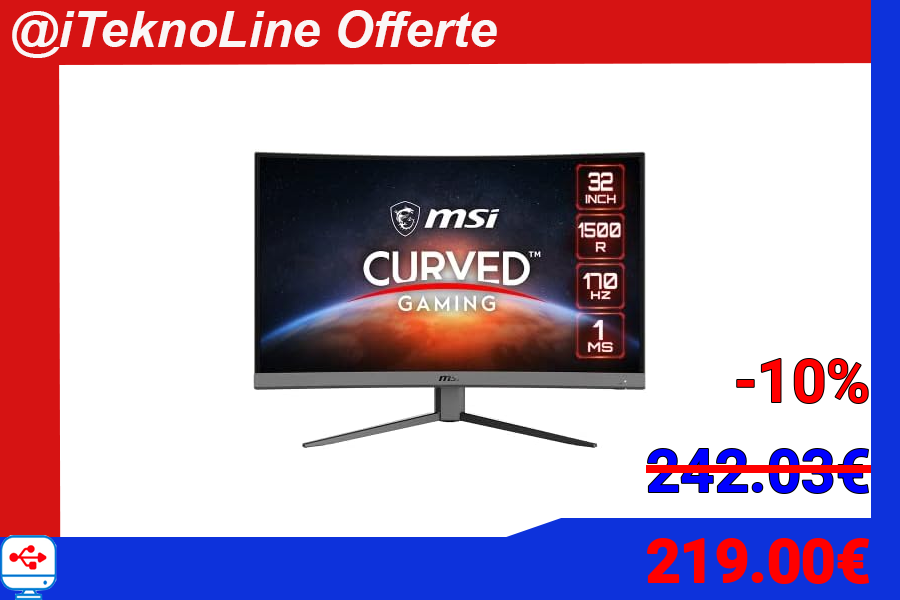 @iTeknoLine Offerte
msi
CURVED™
GAMING
32
INCH
1500
R
170
HZ
1
MS
msi
-10%
242.03€
219.00€